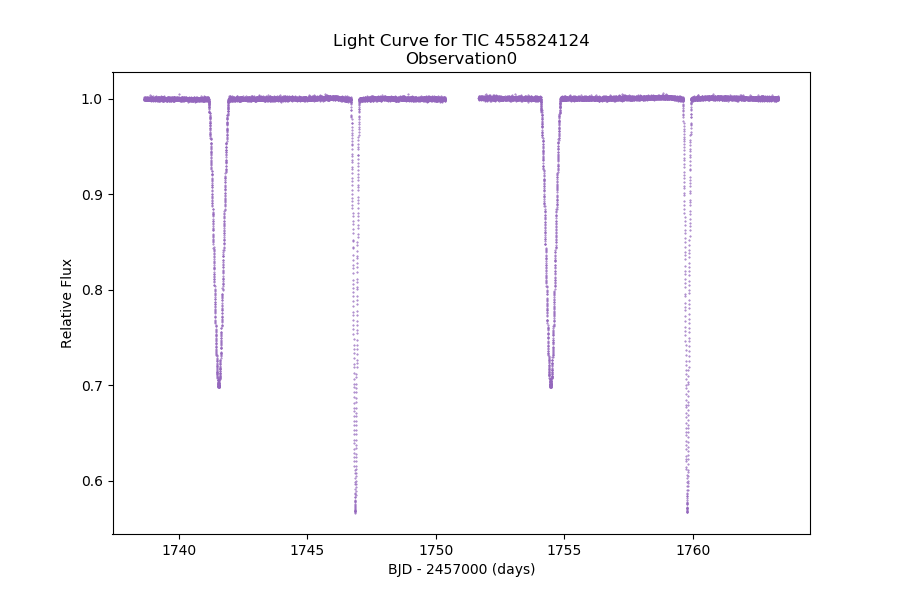 Light Curve for TIC 455824124
Observation0
1.0
0.9
0.8
0.7
0.6
Relative Flux
1740 1745 1750 1755 1760
BJD - 2457000 (days)